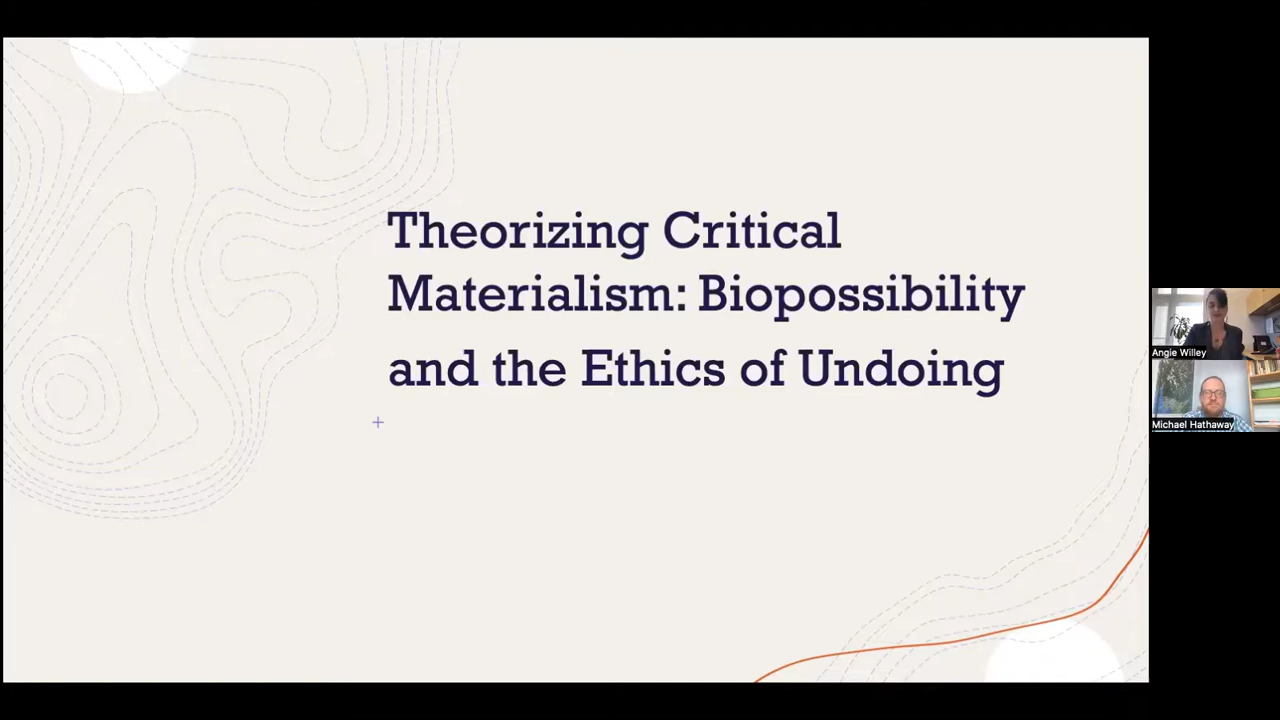 Theorizing Critical
Materialism: Biopossibility
and the Ethics of Undoing
Angie Willey
Michael Hathaway